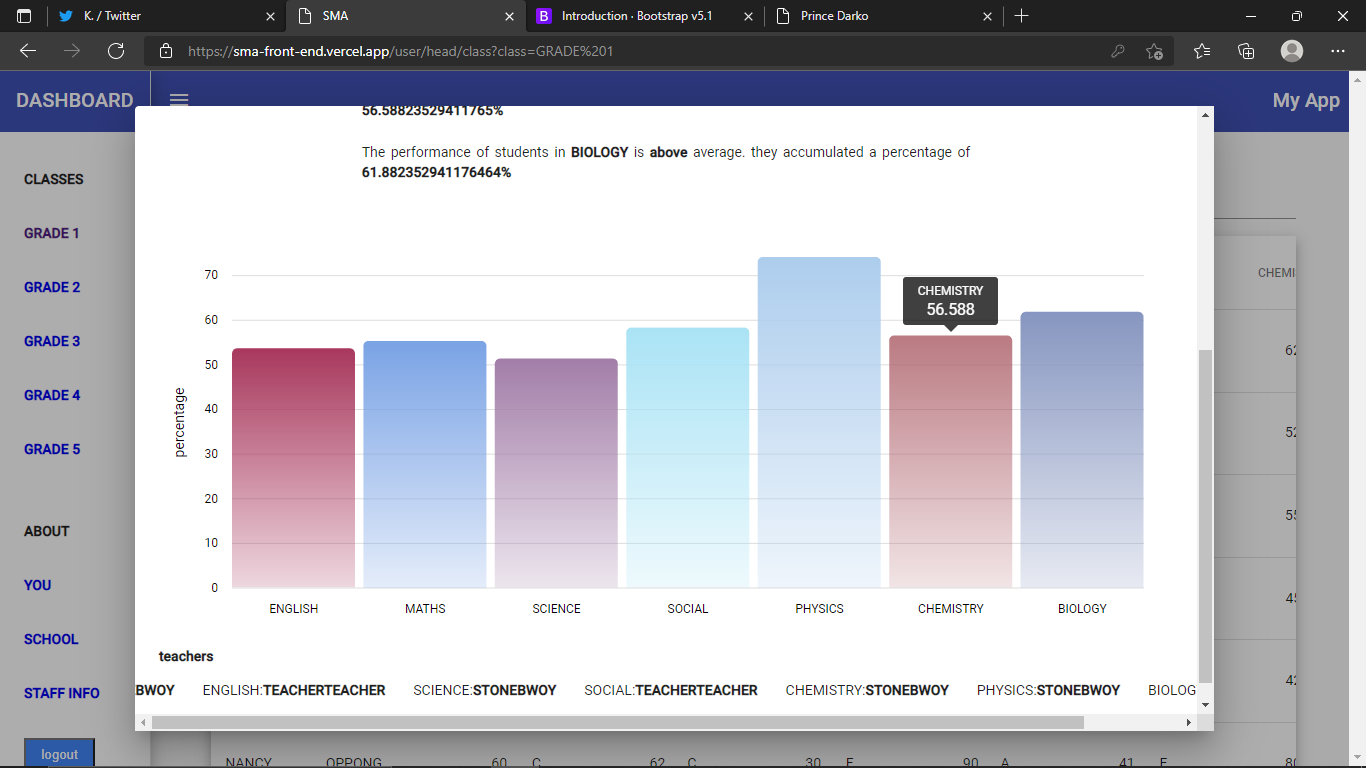 K. / Twitter
SMA
Introduction · Bootstrap v5.1
Prince Darko
https://sma-front-end.vercel.app/user/head/class?class=GRADE%201
DASHBOARD
My App
CLASSES
GRADE 1
GRADE 2
GRADE 3
GRADE 4
GRADE 5
ABOUT
YOU
SCHOOL
STAFF INFO
logout
56.588235294117​65%
The performance of students in BIOLOGY is above average. they accumulated a percentage of
61.882352941176464%
percentage
70
60
50
40
30
20
10
0
CHEMISTRY
56.588
ENGLISH MATHS SCIENCE SOCIAL PHYSICS CHEMISTRY BIOLOGY
teachers
BWOY ENGLISH:TEACHERTEACHER SCIENCE:STONEBWOY SOCIAL:TEACHERTEACHER CHEMISTRY:STONEBWOY PHYSICS:STONEBWOY BIOLOG
CHEMI
62
52
55
45
42
NANCY OPPONG 60 C 62 C 30 F 90 A 41 F 80